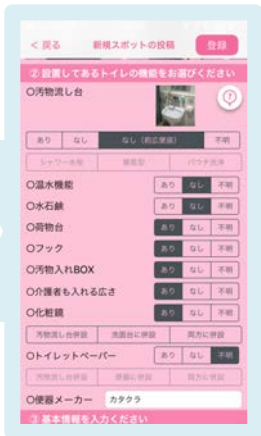 < 戻る 新規スポットの投稿 登録
② 設置してあるトイレの機能をお選びください
○汚物流し台
あり なし なし（前広便座） 不明
シャワー水栓 簡易型 パウチ洗浄
○温水機能 あり なし 不明
○水石鹸 あり なし 不明
○荷物台 あり なし 不明
○フック あり なし 不明
○汚物入れBOX あり なし 不明
○介護者も入れる広さ あり なし 不明
○化粧鏡 あり なし 不明
汚物流し台併設 洗面台に併設 両方に併設
○トイレットペーパー あり なし 不明
汚物流し台併設 便器に併設 両方に併設
○便器メーカー カタクラ
③ 基本情報を入力ください